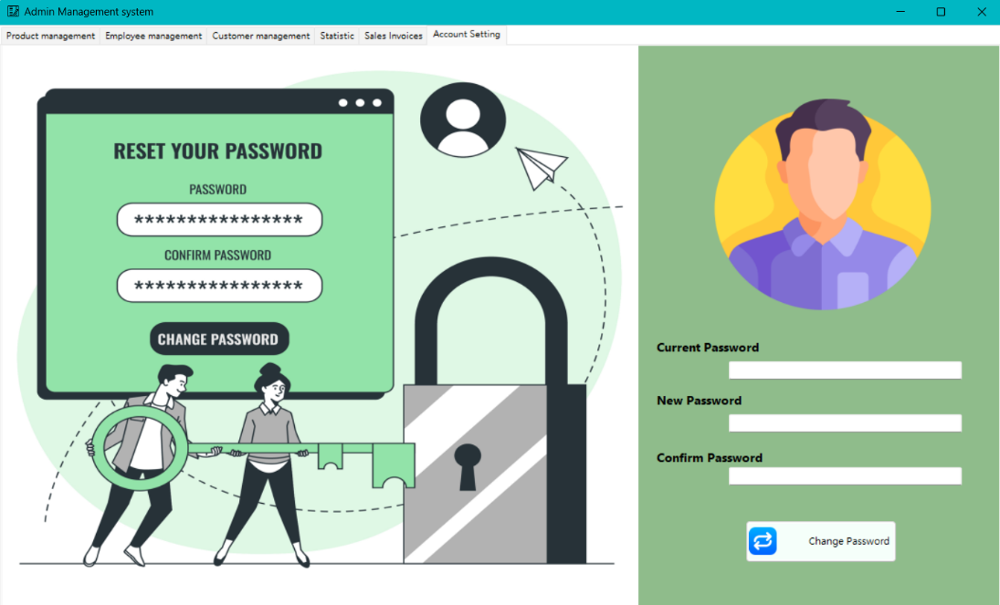 Admin Management system
Product management Employee management Customer management Statistic Sales Invoices Account Setting
RESET YOUR PASSWORD
PASSWORD
****************
CONFIRM PASSWORD
****************
CHANGE PASSWORD
Current Password
New Password
Confirm Password
Change Password